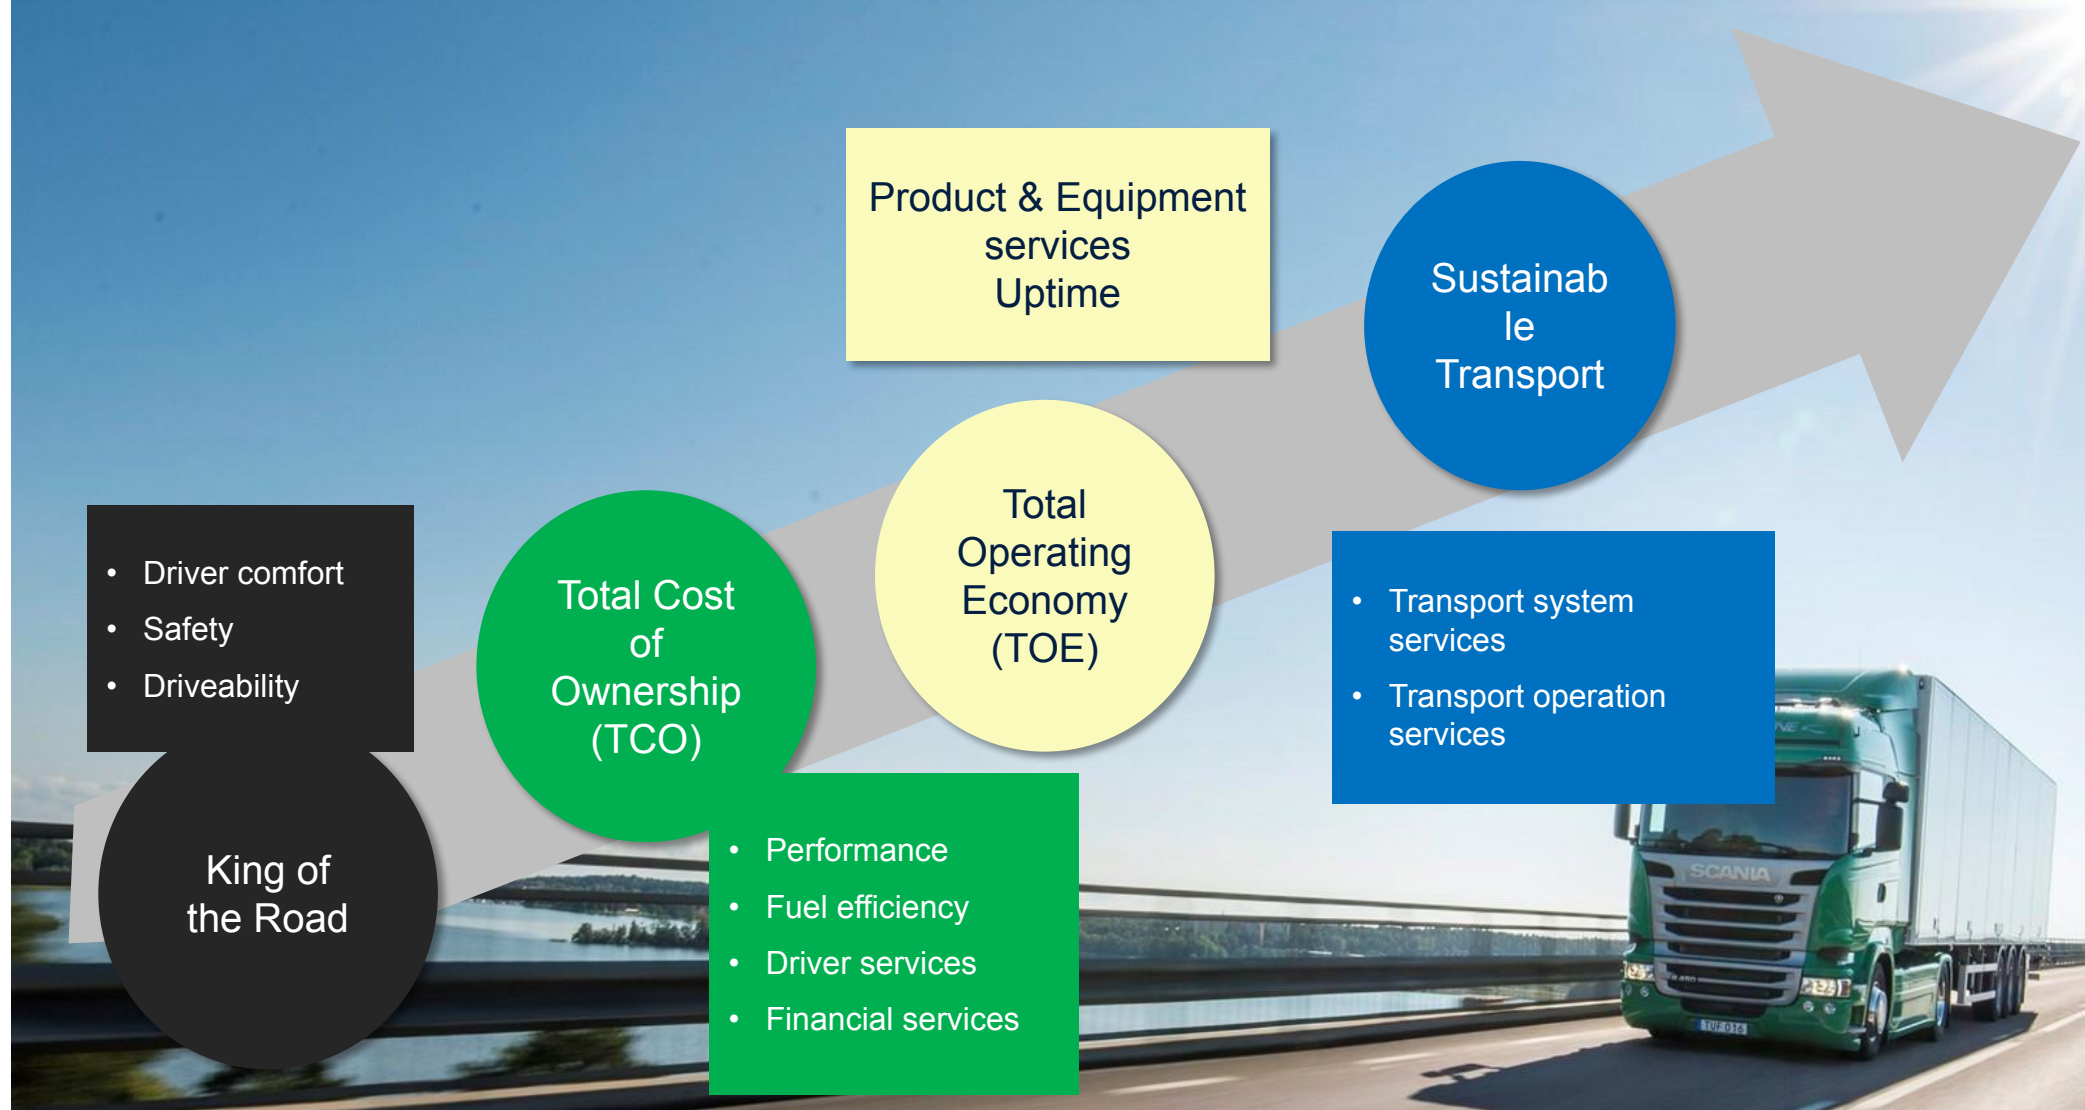 Product & Equipment
services
Uptime
Sustainab
le
Transport
Total
Operating
Economy
(TOE)
• Driver comfort
• Safety
• Driveability
Total Cost
of
Ownership
(TCO)
• Transport system
services
• Transport operation
services
King of
the Road
• Performance
• Fuel efficiency
• Driver services
• Financial services
SCANIA
TUF 016